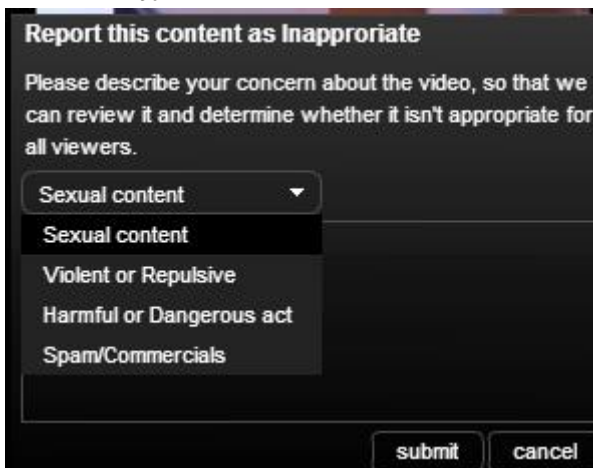 Report this content as Inapproriate
Please describe your concern about the video, so that we
can review it and determine whether it isn't appropriate for
all viewers.
Sexual content
Sexual content
Violent or Repulsive
Harmful or Dangerous act
Spam/Commercials
submit cancel